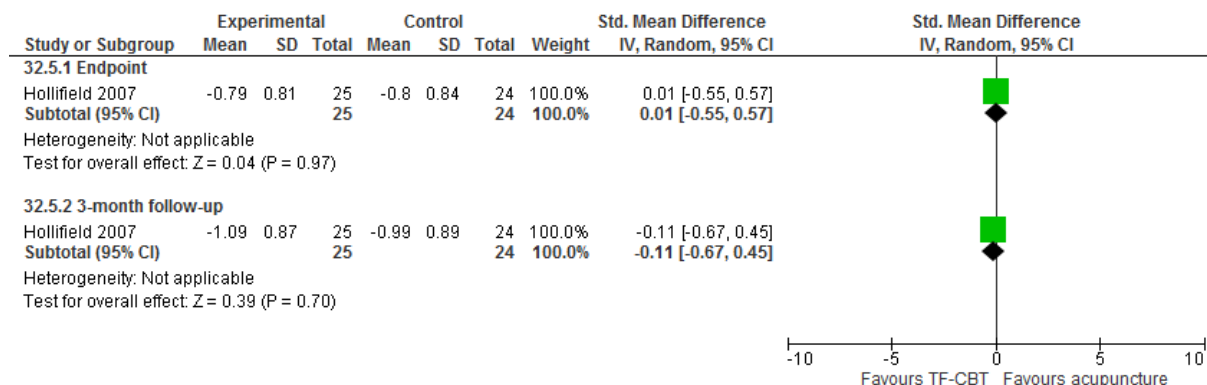 Experimental Control Std. Mean Difference Std. Mean Difference
Study or Subgroup Mean SD Total Mean SD Total Weight IV, Random, 95% CI IV, Random, 95% CI
32.5.1 Endpoint
Hollifield 2007 -0.79 0.81 25 -0.8 0.84 24 100.0% 0.01 [-0.55, 0.57]
Subtotal (95% CI) 25 24 100.0% 0.01 [-0.55, 0.57]
Heterogeneity: Not applicable
Test for overall effect: Z = 0.04 (P = 0.97)
32.5.2 3-month follow-up
Hollifield 2007 -1.09 0.87 25 -0.99 0.89 24 100.0% -0.11 [-0.67, 0.45]
Subtotal (95% CI) 25 24 100.0% -0.11 [-0.67, 0.45]
Heterogeneity: Not applicable
Test for overall effect: Z = 0.39 (P = 0.70)
-10 -5 0 5 10
Favours TF-CBT Favours acupuncture